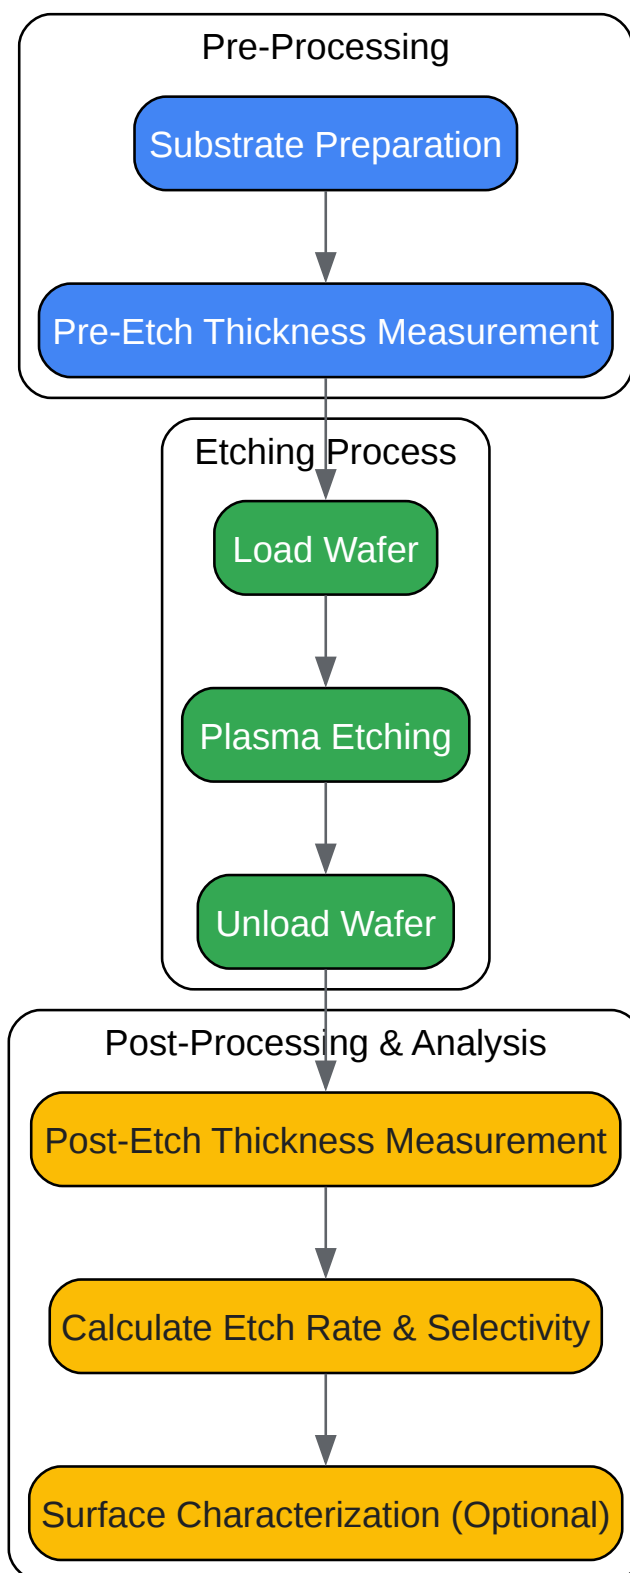 Pre-Processing
Substrate Preparation
Pre-Etch Thickness Measurement
Etching Process
Load Wafer
Plasma Etching
Unload Wafer
Post-Processing & Analysis
Post-Etch Thickness Measurement
Calculate Etch Rate & Selectivity
Surface Characterization (Optional)